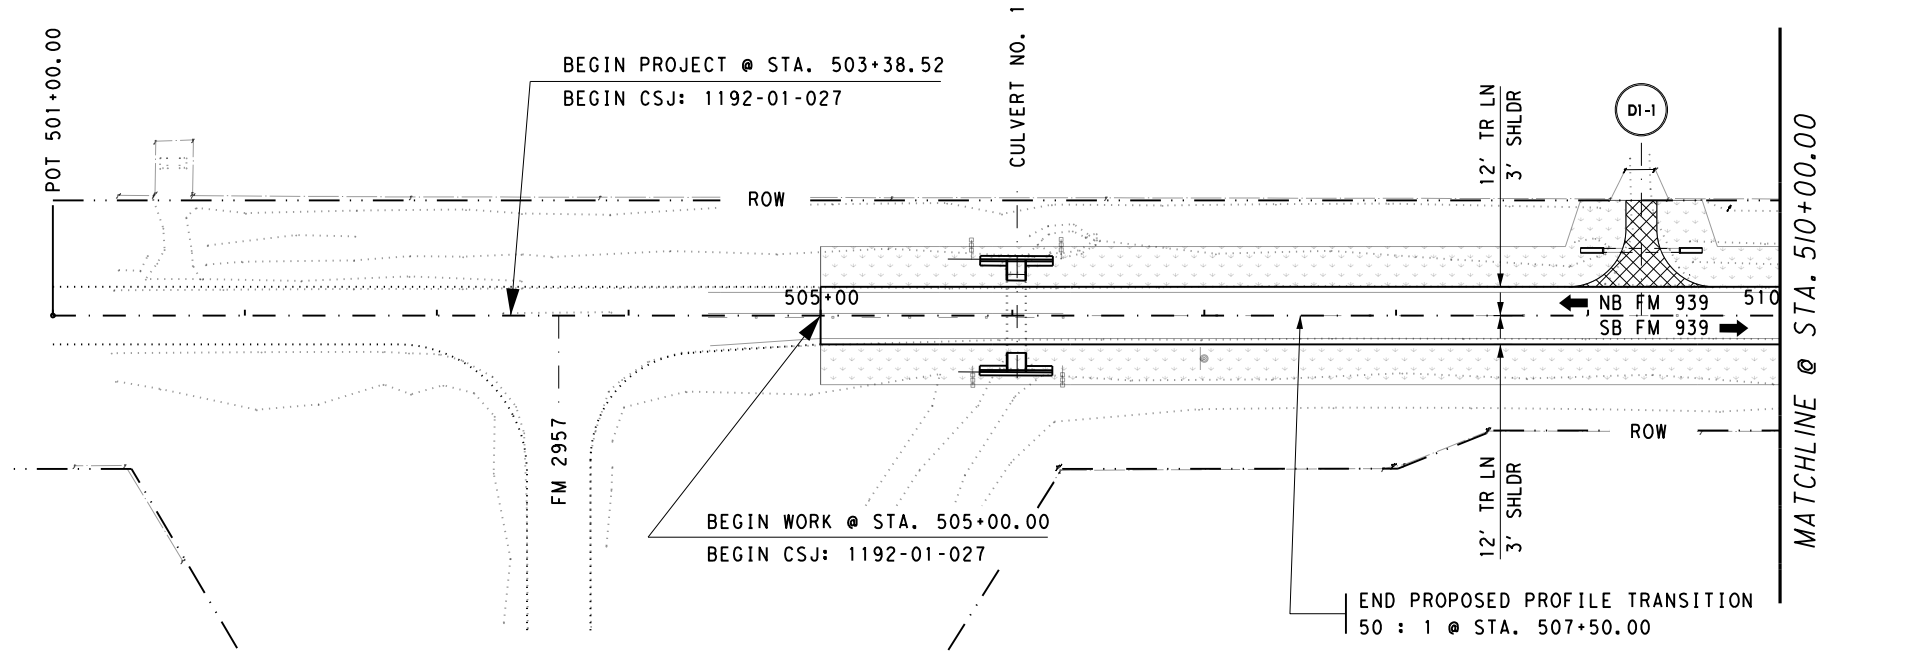 POT 501+00.00
BEGIN PROJECT @ STA. 503+38.52
BEGIN CSJ: 1192-01-027
CULVERT NO. 1
12' TR LN
3' SHLDR
D1-1
MATCHLINE @ STA. 510+00.00
ROW
505+00
510
NB FM 939
SB FM 939
FM 2957
ROW
12' TR LN
3' SHLDR
BEGIN WORK @ STA. 505+00.00
BEGIN CSJ: 1192-01-027
END PROPOSED PROFILE TRANSITION
50 : 1 @ STA. 507+50.00